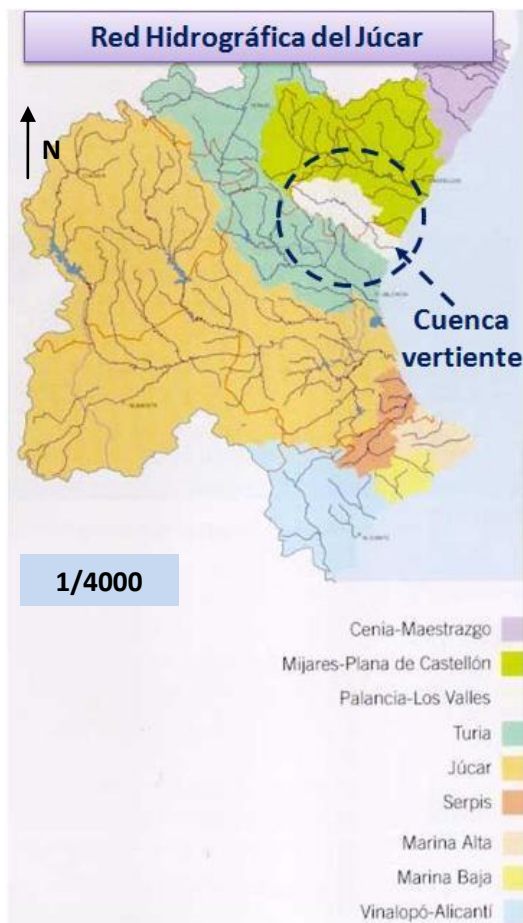 Red Hidrográfica del Júcar
N
Cuenca
vertiente
1/4000
Cenia-Maestrazgo
Mijares-Plana de Castellón
Palancia-Los Valles
Turia
Júcar
Serpis
Marina Alta
Marina Baja
Vinalopó-Alicantí